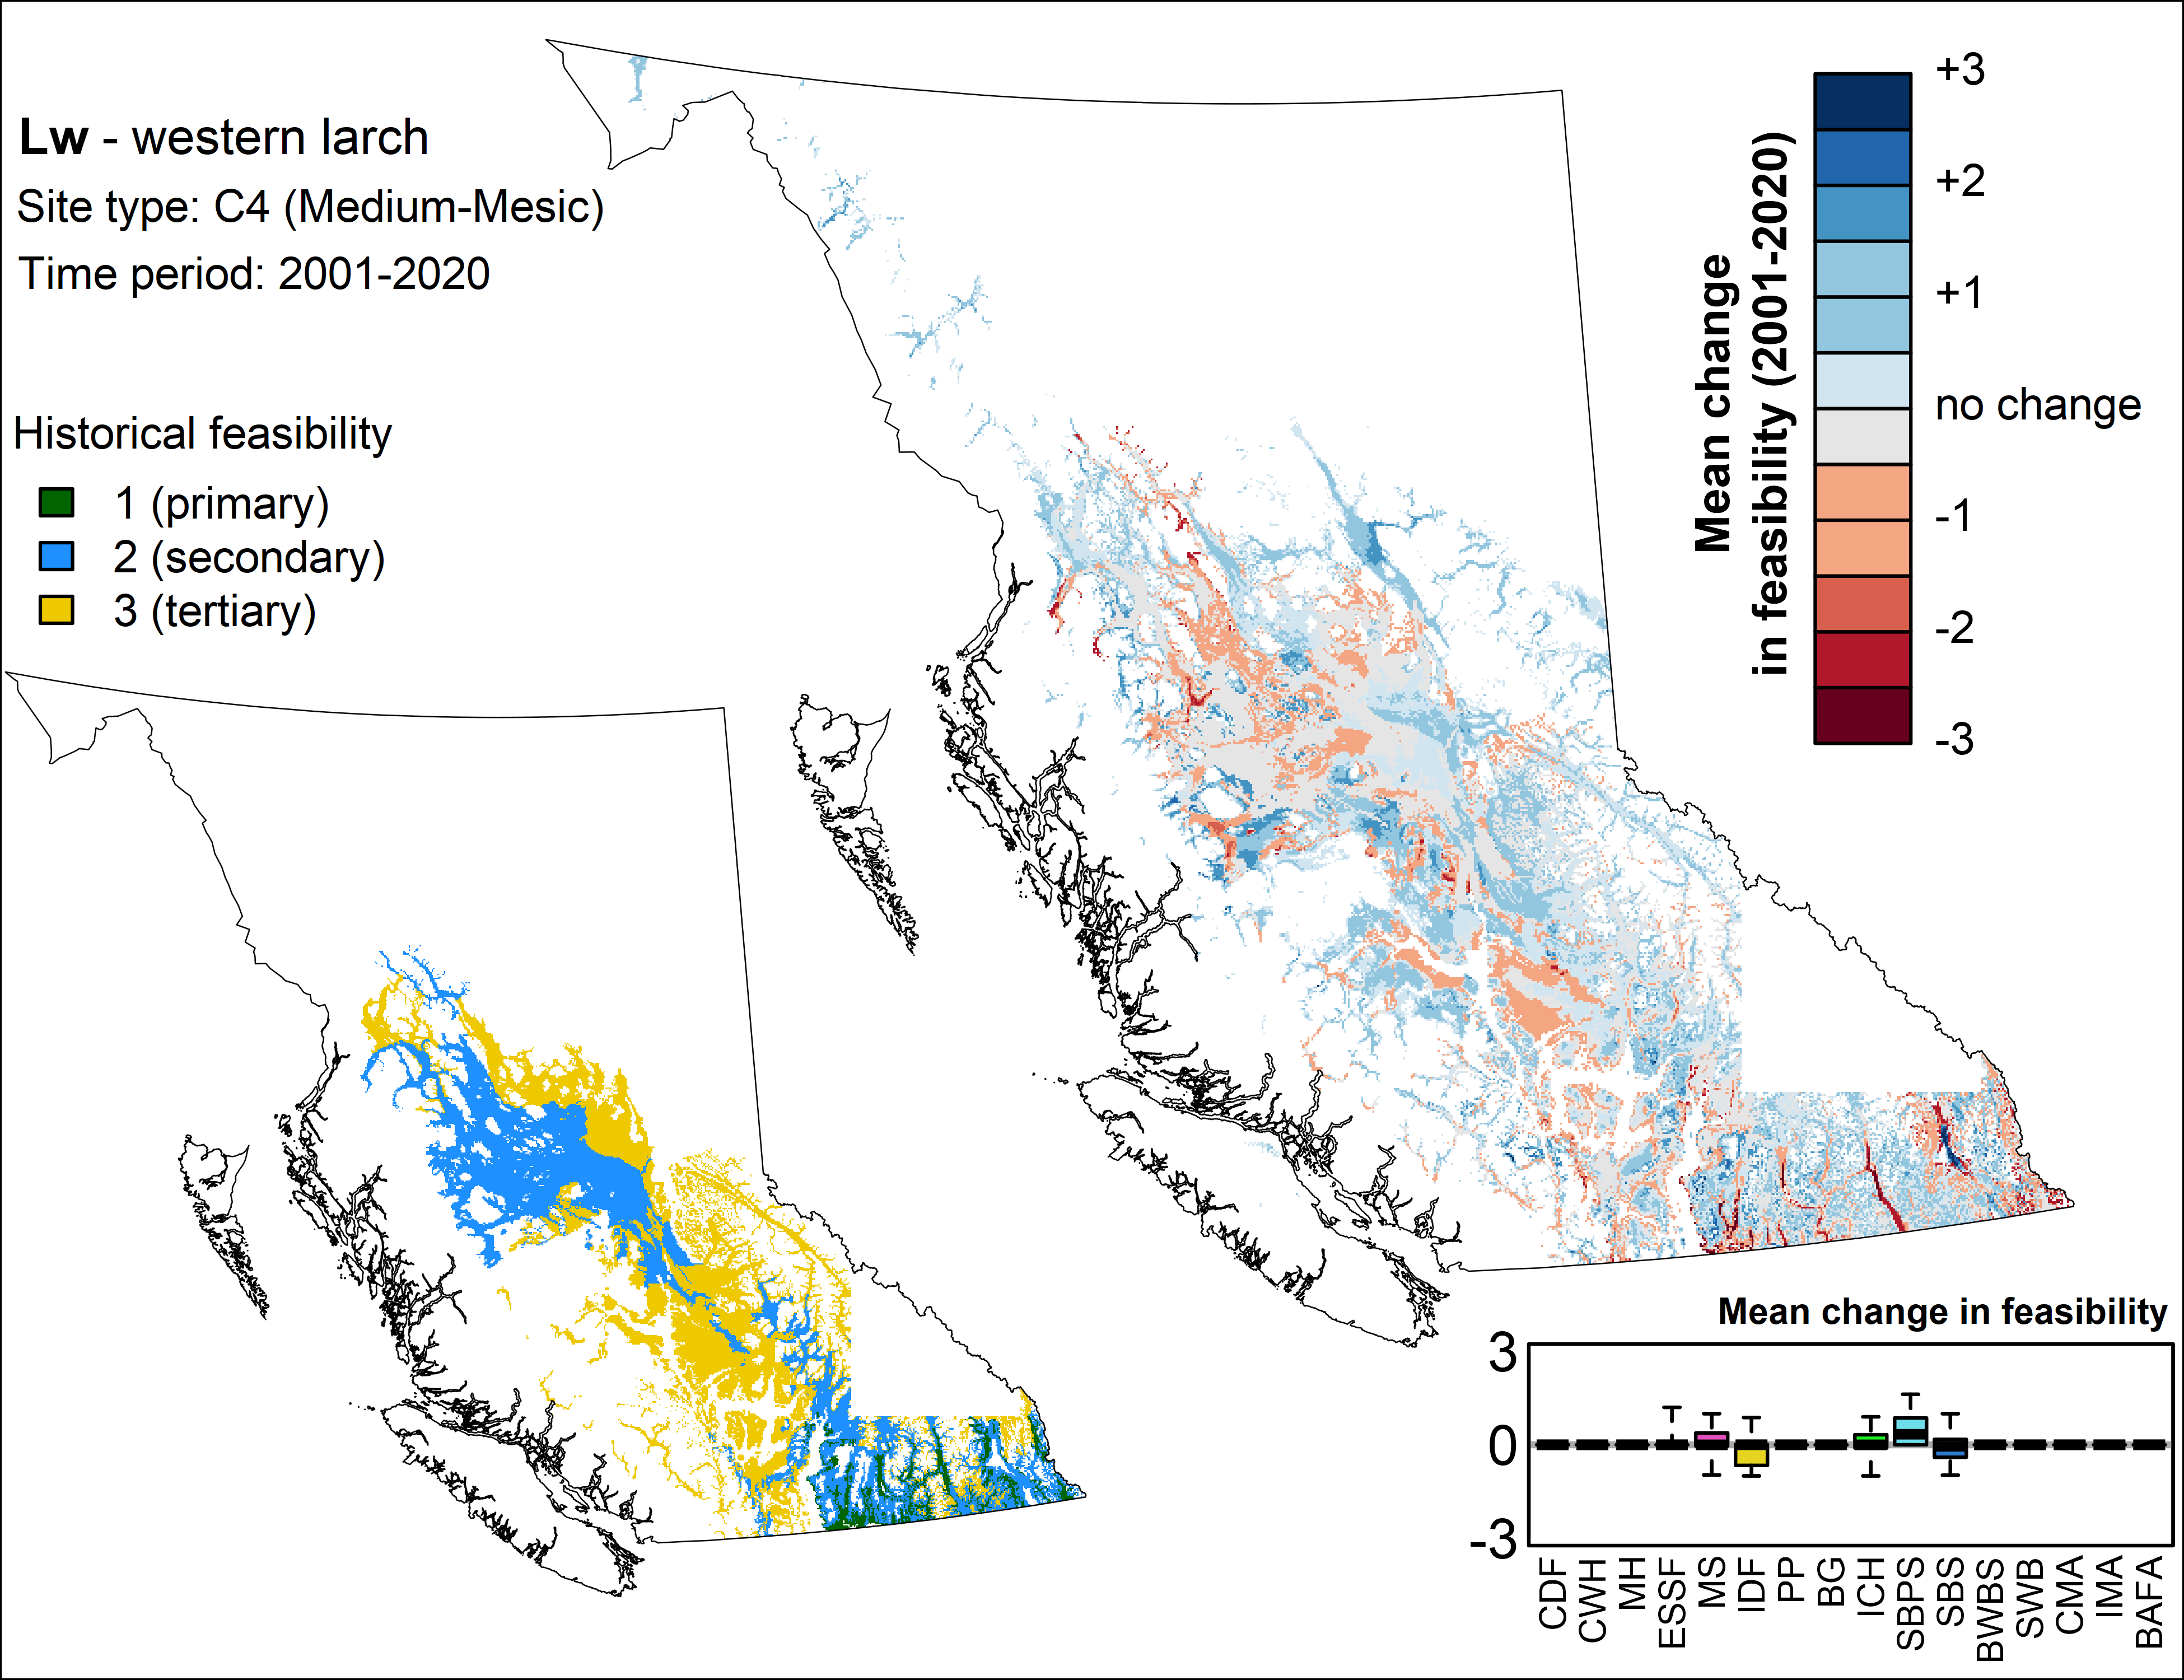 Lw - western larch
Site type: C4 (Medium-Mesic)
Time period: 2001-2020
Historical feasibility
1 (primary)
2 (secondary)
3 (tertiary)
Mean change
in feasibility (2001-2020)
+3
+2
+1
no change
-1
-2
-3
Mean change in feasibility
3
0
-3
CDF
CWH
MH
ESSF
MS
IDF
PP
BG
ICH
SBPS
SBS
BWBS
SWB
CMA
IMA
BAFA